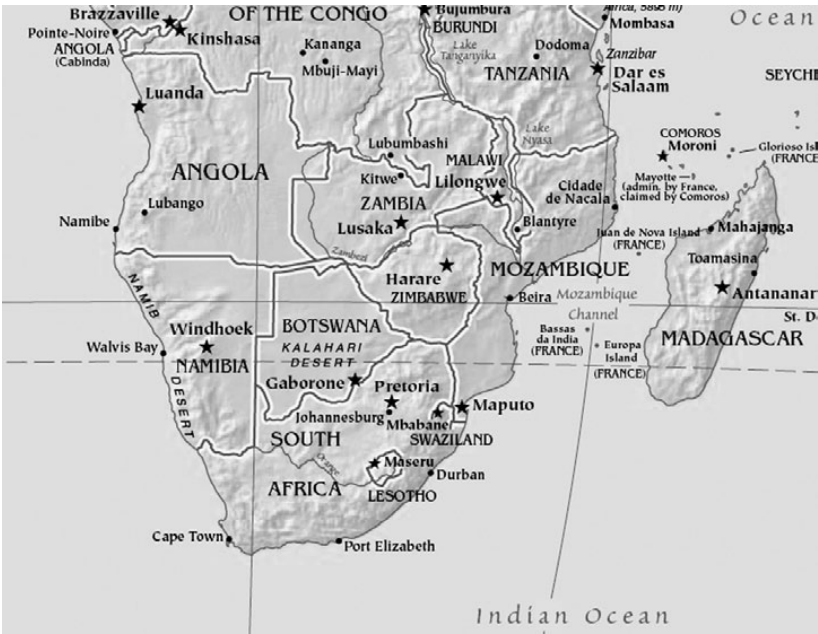 Brazzaville
OF THE CONGO
Bujumbura
BURUNDI
Mombasa
Ocean
Pointe-Noire
ANGOLA
(Cabinda)
Kinshasa
Kananga
Mbuji-Mayi
Lake
Tanganyika
Dodoma
TANZANIA
Zanzibar
Dar es
Salaam
SEYCHE
Luanda
Lubumbashi
Kitwe
MALAWI
Lilongwe
Lake
Nyasa
COMOROS
Moroni
Glorioso Isl
(FRANCE
Mayotte
(admin. by France,
claimed by Comoros)
ANGOLA
Lubango
Namibe
ZAMBIA
Lusaka
Cidade
de Nacala
Blantyre
Juan de Nova Island
(FRANCE)
Mahajanga
Toamasina
Antananar
Zambezi
Harare
ZIMBABWE
MOZAMBIQUE
Beira
Mozambique
Channel
St. D
NAMIB
DESERT
Windhoek
NAMIBIA
Walvis Bay
BOTSWANA
KALAHARI
DESERT
Gaborone
Bassas
da India
(FRANCE)
Europa
Island
(FRANCE)
MADAGASCAR
Pretoria
Johannesburg
Mbabane
Maputo
SWAZILAND
SOUTH
AFRICA
Orange
Maseru
LESOTHO
Durban
Cape Town
Port Elizabeth
Indian Ocean